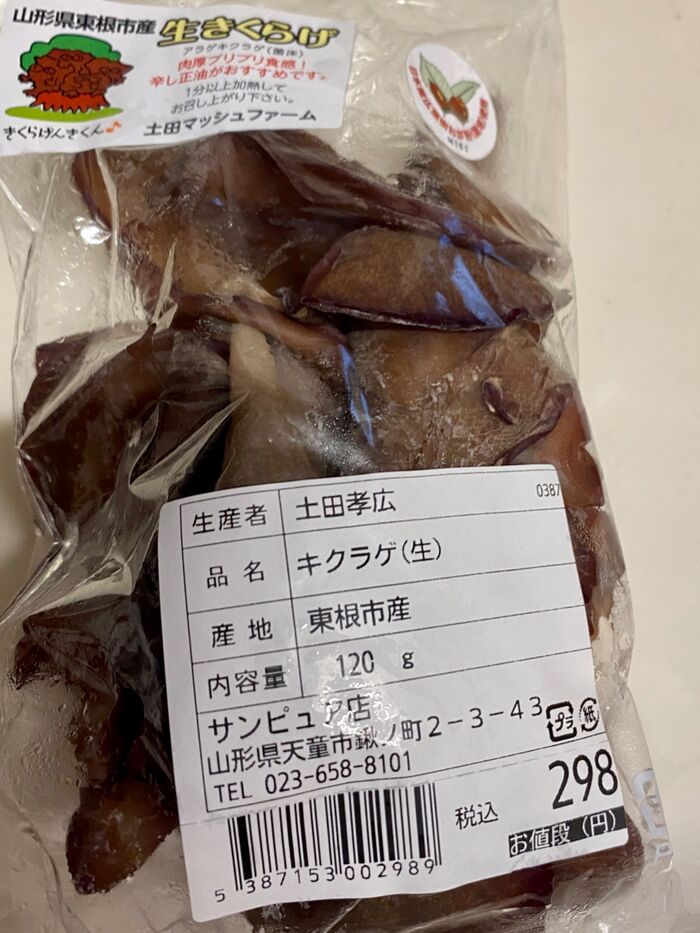 山形県東根市産 生きくらげ
アラゲキクラゲ(菌床)
肉厚プリプリ食感!
辛し正油がおすすめです。
1分以上加熱して
お召し上がり下さい。
きくらげんきくん♪
土田マッシュファーム
M181
生産者 土田孝広
0387
品名 キクラゲ(生)
産地 東根市産
内容量 120 g
サンピュア店
山形県天童市鍬ノ町2-3-43
TEL 023-658-8101
プラ 紙
税込 298
お値段(円)
5 387153 002989